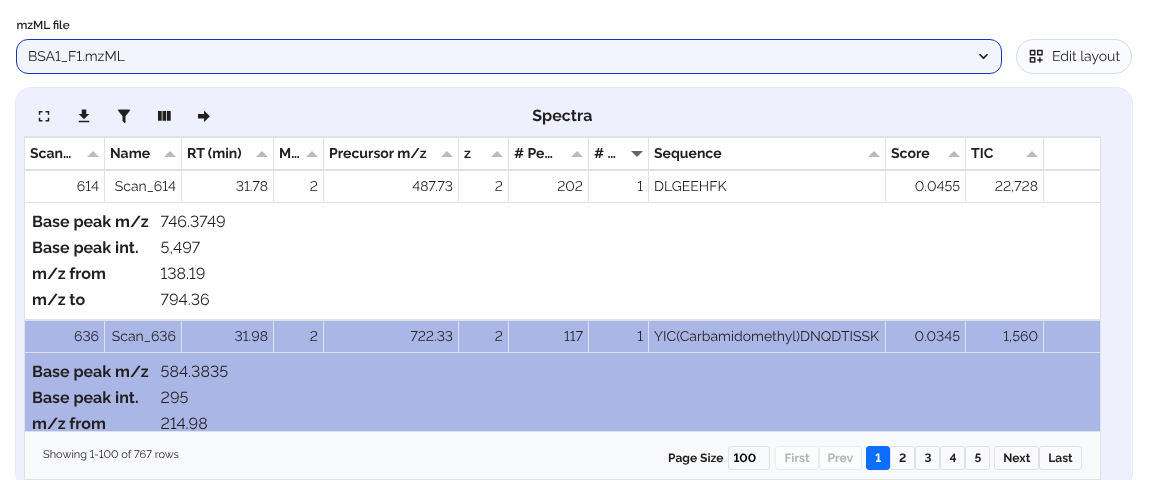 mzML file
BSA1_F1.mzML
Edit layout
Spectra
Scan... Name RT (min) M... Precursor m/z z # Pe... # ... Sequence Score TIC
614 Scan_614 31.78 2 487.73 2 202 1 DLGEEHFK 0.0455 22,728
Base peak m/z 746.3749
Base peak int. 5,497
m/z from 138.19
m/z to 794.36
636 Scan_636 31.98 2 722.33 2 117 1 YIC(Carbamidomethyl)DNQDTISSK 0.0345 1,560
Base peak m/z 584.3835
Base peak int. 295
m/z from 214.98
Showing 1-100 of 767 rows
Page Size 100 First Prev 1 2 3 4 5 Next Last